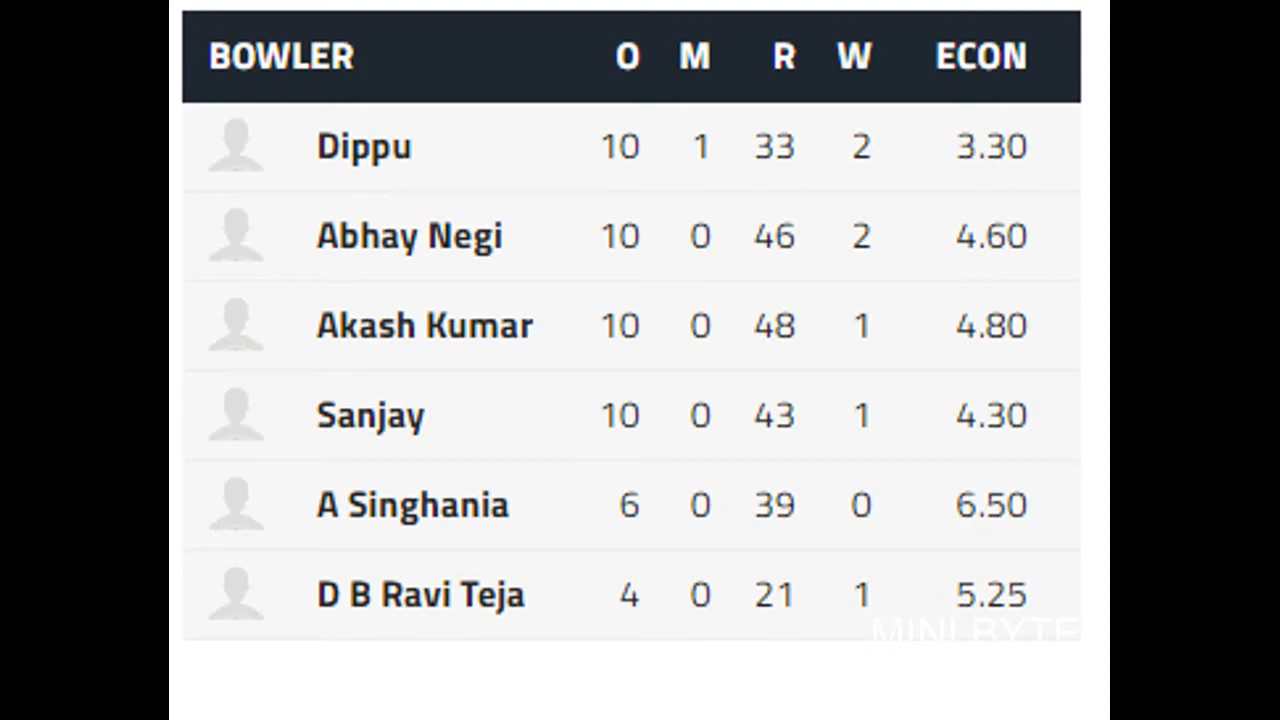 BOWLER O M R W ECON
Dippu 10 1 33 2 3.30
Abhay Negi 10 0 46 2 4.60
Akash Kumar 10 0 48 1 4.80
Sanjay 10 0 43 1 4.30
A Singhania 6 0 39 0 6.50
D B Ravi Teja 4 0 21 1 5.25
MINI BYTE